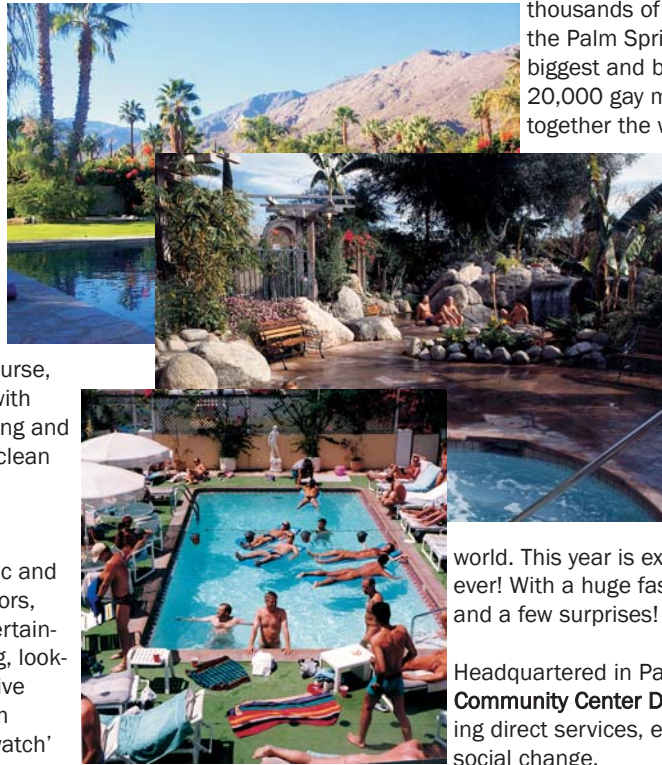 urse,
with
ng and
clean
c and
ors,
ertain-
g, look-
ive
n
vatch'
thousands of
the Palm Spri
biggest and b
20,000 gay m
together the v
world. This year is ex
ever! With a huge fas
and a few surprises!
Headquartered in Pa
Community Center D
ing direct services, e
social change.